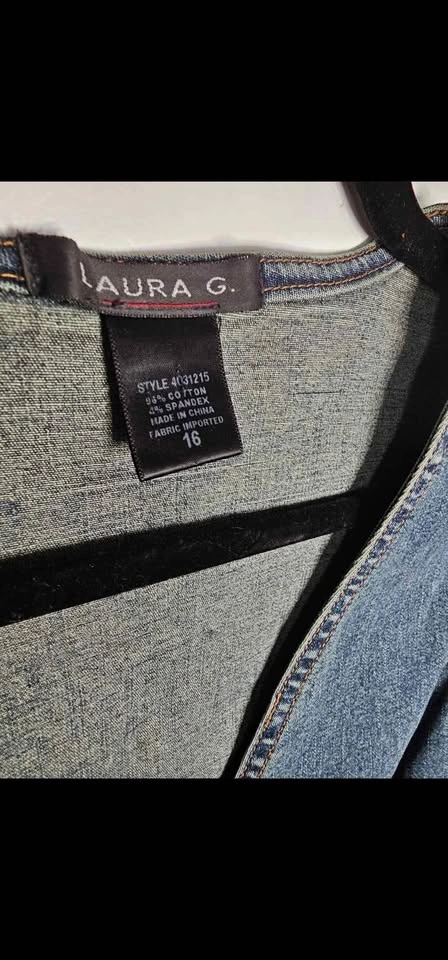 LAURA G.
STYLE 4031215
96% COTTON
4% SPANDEX
MADE IN CHINA
FABRIC IMPORTED
16